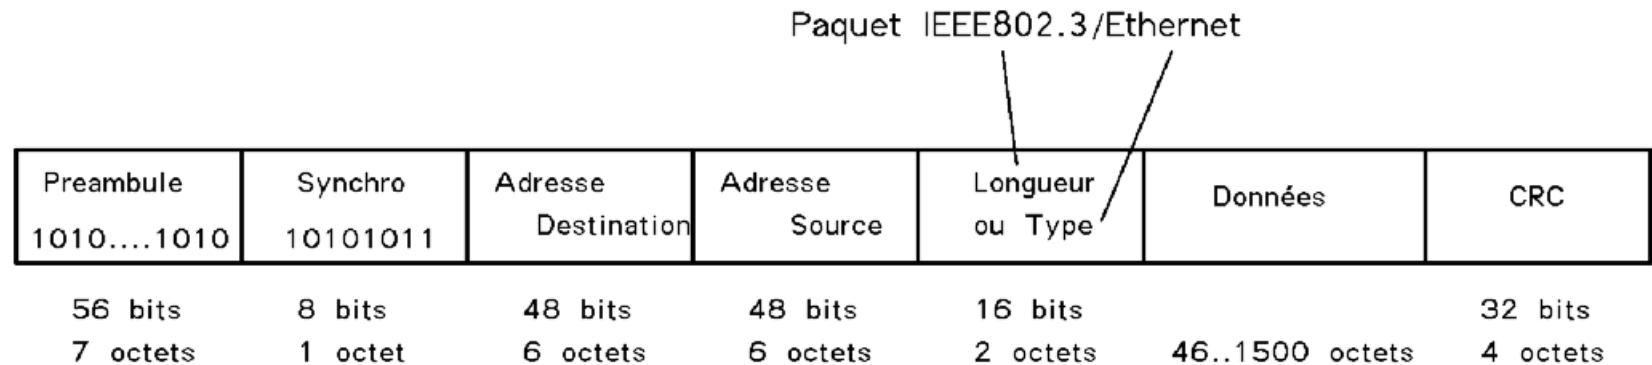 Paquet IEEE802.3/Ethernet
Preambule
1010....1010
Synchro
10101011
Adresse
Destination
Adresse
Source
Longueur
ou Type
Données
CRC
56 bits
7 octets
8 bits
1 octet
48 bits
6 octets
48 bits
6 octets
16 bits
2 octets
46..1500 octets
32 bits
4 octets